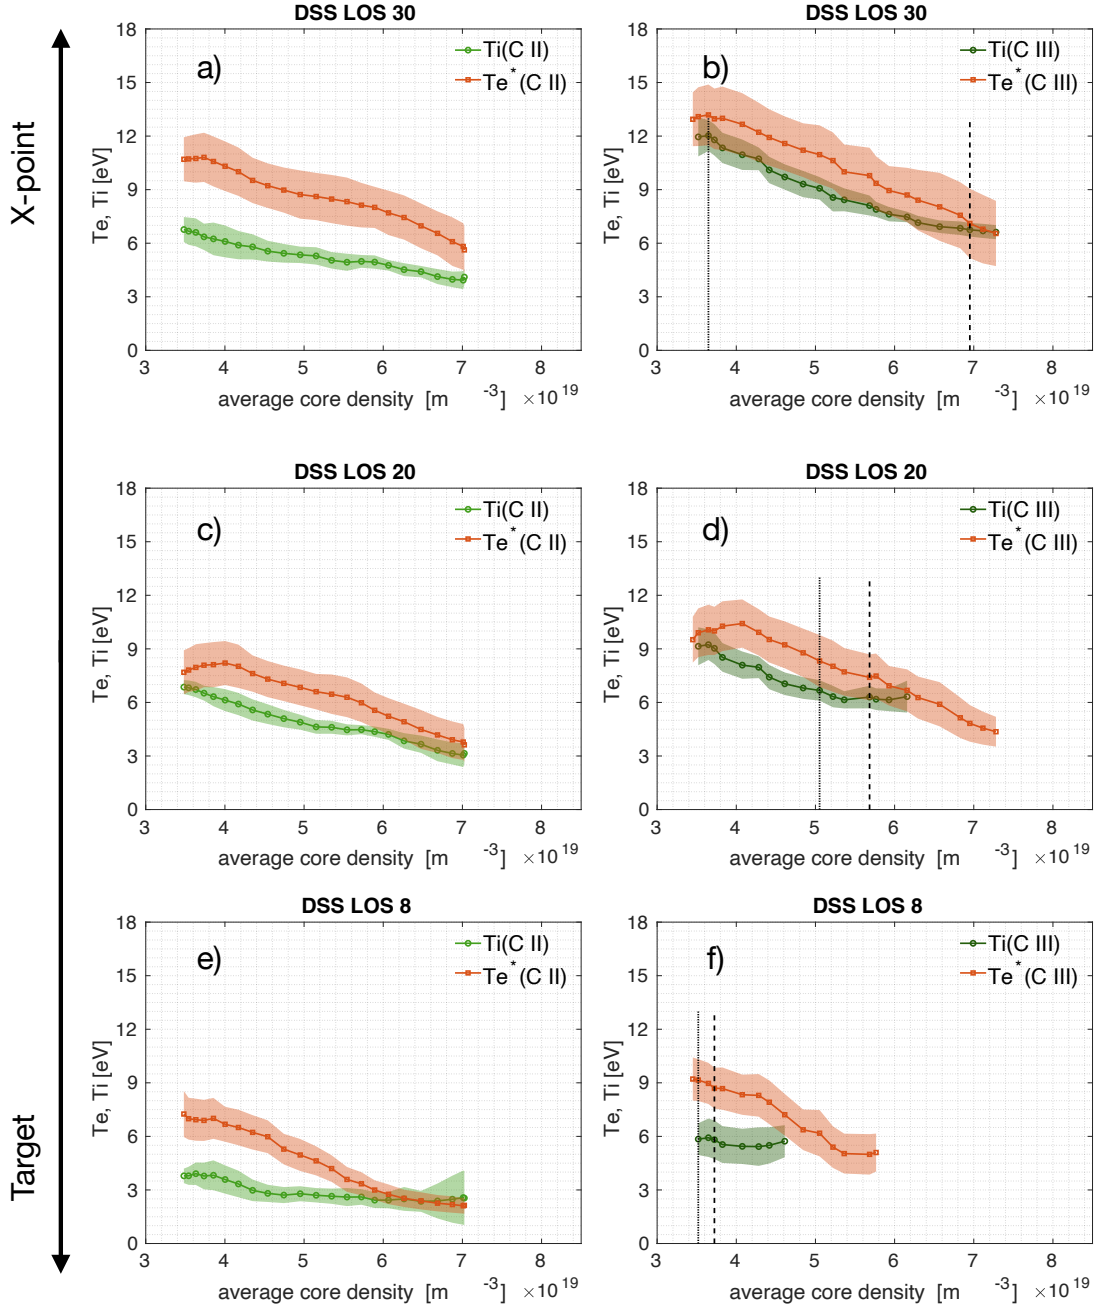 X-point
Target
DSS LOS 30
a)
Ti(C II)
Te*(C II)
Te, Ti [eV]
18
15
12
9
6
3
0
3 4 5 6 7 8
average core density [m -3] ×10 19
DSS LOS 30
b)
Ti(C III)
Te*(C III)
Te, Ti [eV]
18
15
12
9
6
3
0
3 4 5 6 7 8
average core density [m -3] ×10 19
DSS LOS 20
c)
Ti(C II)
Te*(C II)
Te, Ti [eV]
18
15
12
9
6
3
0
3 4 5 6 7 8
average core density [m -3] ×10 19
DSS LOS 20
d)
Ti(C III)
Te*(C III)
Te, Ti [eV]
18
15
12
9
6
3
0
3 4 5 6 7 8
average core density [m -3] ×10 19
DSS LOS 8
e)
Ti(C II)
Te*(C II)
Te, Ti [eV]
18
15
12
9
6
3
0
3 4 5 6 7 8
average core density [m -3] ×10 19
DSS LOS 8
f)
Ti(C III)
Te*(C III)
Te, Ti [eV]
18
15
12
9
6
3
0
3 4 5 6 7 8
average core density [m -3] ×10 19